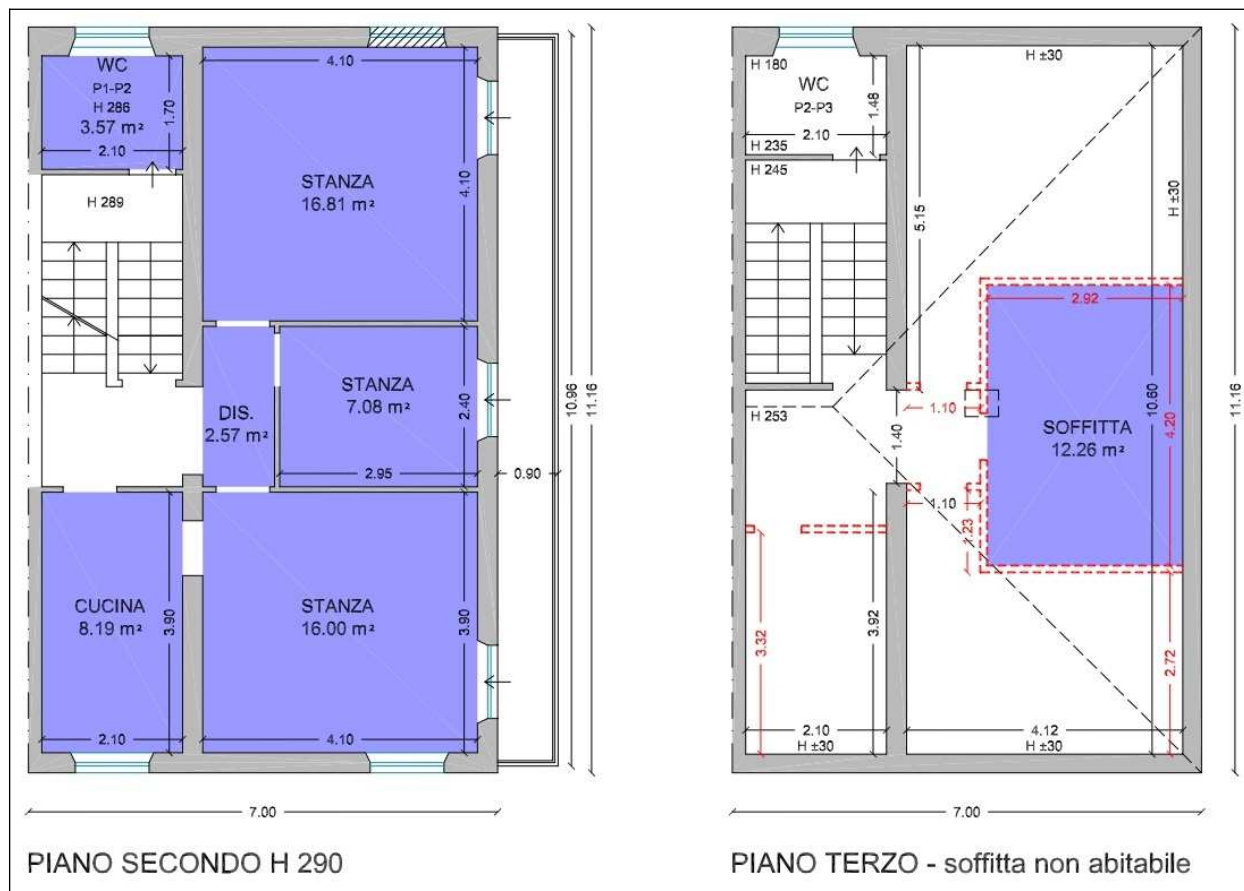 WC
P1-P2
H 286
3.57 m²
1.70
2.10
H 289
4.10
STANZA
16.81 m²
4.10
DIS.
2.57 m²
STANZA
7.08 m²
2.40
2.95
0.90
10.96
11.16
CUCINA
8.19 m²
3.90
2.10
STANZA
16.00 m²
3.90
4.10
7.00
PIANO SECONDO H 290
H 180
WC
P2-P3
1.48
2.10
H 235
H 245
H ±30
H ±30
5.15
2.92
1.10
H 253
1.40
SOFFITTA
12.26 m²
4.20
10.60
11.16
1.10
1.23
3.32
3.92
2.72
2.10
H ±30
4.12
H ±30
7.00
PIANO TERZO - soffitta non abitabile